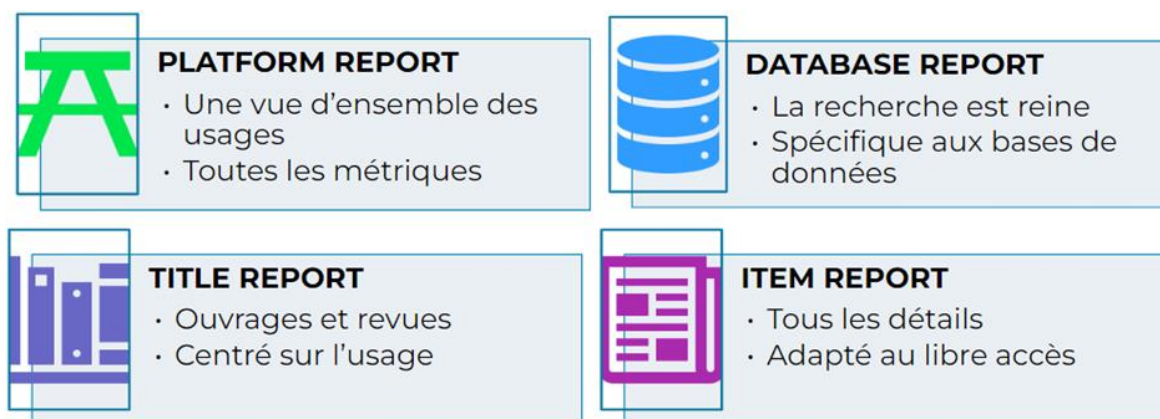 PLATFORM REPORT
• Une vue d’ensemble des
usages
• Toutes les métriques
DATABASE REPORT
• La recherche est reine
• Spécifique aux bases de
données
TITLE REPORT
• Ouvrages et revues
• Centré sur l’usage
ITEM REPORT
• Tous les détails
• Adapté au libre accès